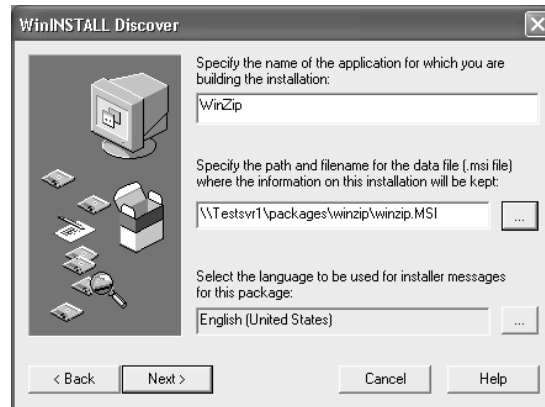 WinINSTALL Discover
Specify the name of the application for which you are
building the installation:
WinZip
Specify the path and filename for the data file (.msi file)
where the information on this installation will be kept:
\\Testsvr1\packages\winzip\winzip.MSI
...
Select the language to be used for installer messages
for this package:
English (United States)
...
< Back
Next >
Cancel
Help